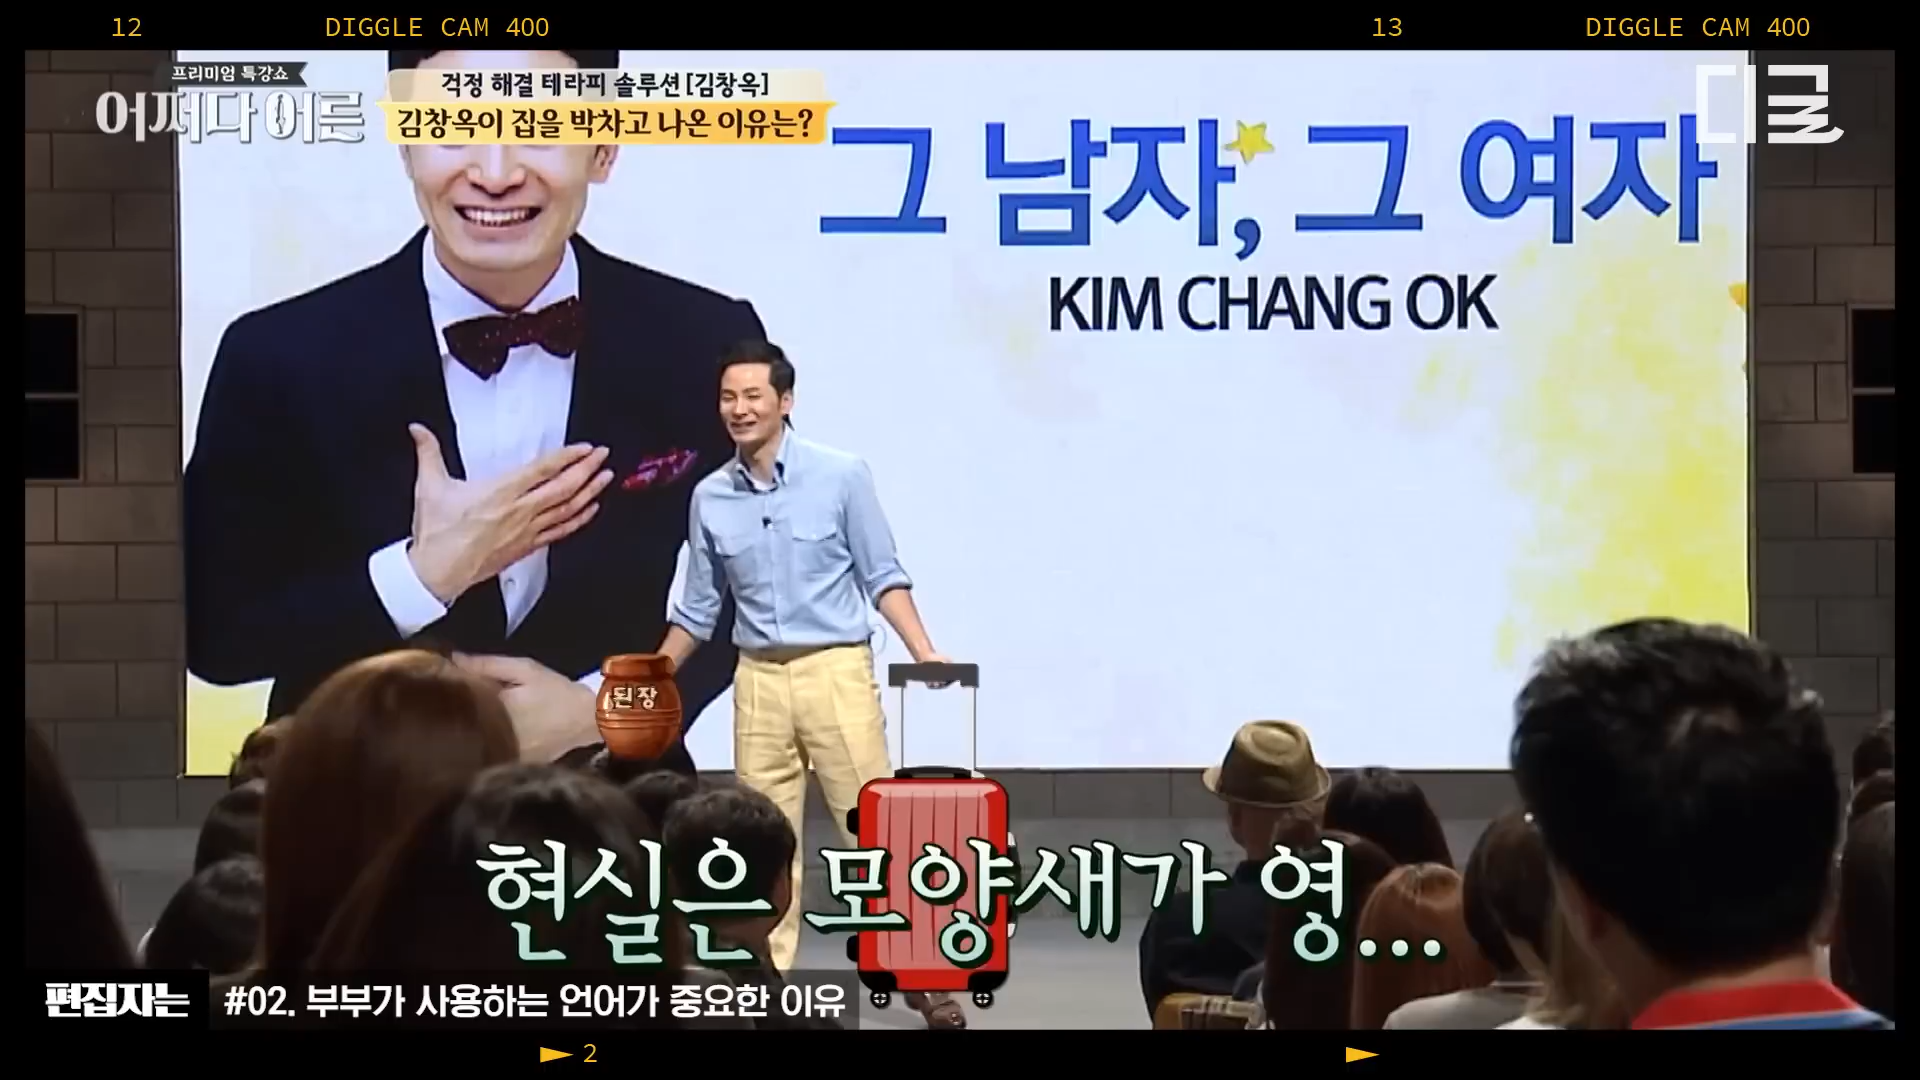 12 DIGGLE CAM 400 13 DIGGLE CAM 400
프리미엄 특강쇼
어쩌다 어른
걱정 해결 테라피 솔루션 [김창옥]
김창옥이 집을 박차고 나온 이유는?
디글
그 남자, 그 여자
KIM CHANG OK
된장
현실은 모양새가 영...
편집자는
#02. 부부가 사용하는 언어가 중요한 이유
2